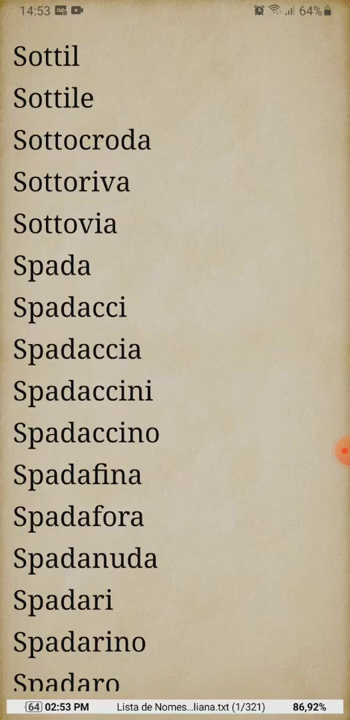 14:53 64%
Sottil
Sottile
Sottocroda
Sottoriva
Sottovia
Spada
Spadacci
Spadaccia
Spadaccini
Spadaccino
Spadafina
Spadafora
Spadanuda
Spadari
Spadarino
Spadaro
64 02:53 PM Lista de Nomes...liana.txt (1/321) 86,92%